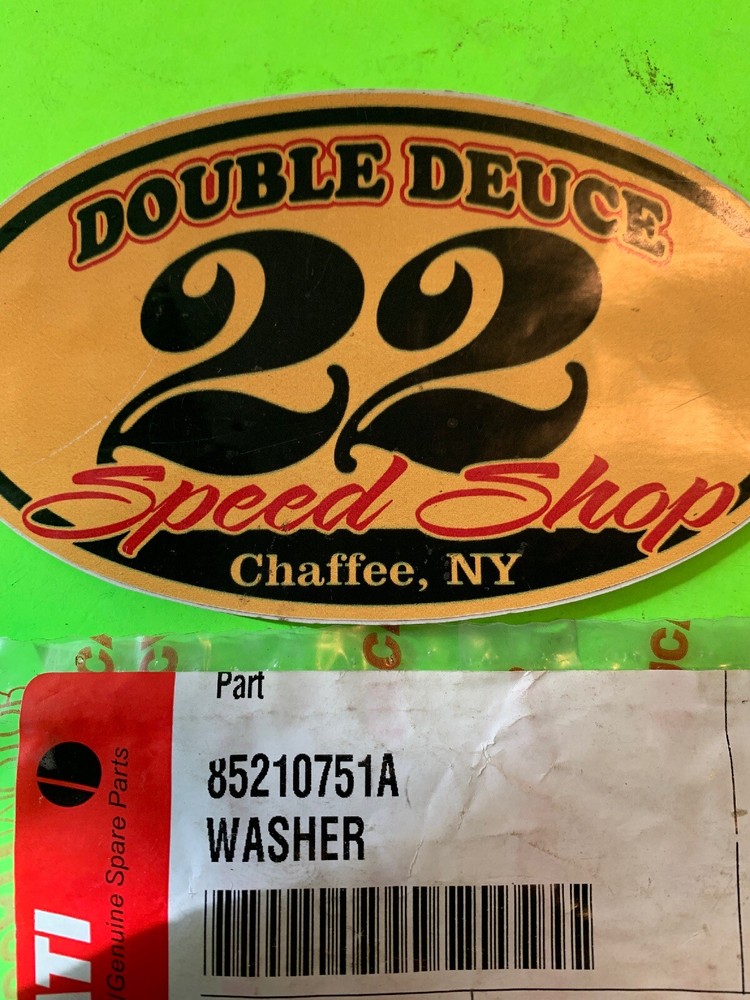 DOUBLE DEUCE
22
Speed Shop
Chaffee, NY
Part
85210751A
WASHER
/Genuine Spare Parts